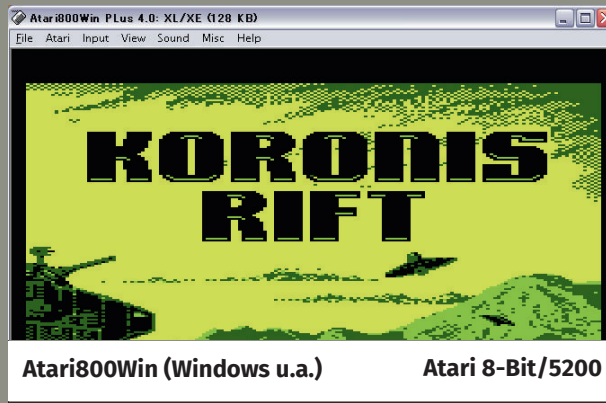 Atari800Win PLus 4.0: XL/XE (128 KB)
File Atari Input View Sound Misc Help
KORONIS
RIFT
Atari800Win (Windows u.a.) Atari 8-Bit/5200